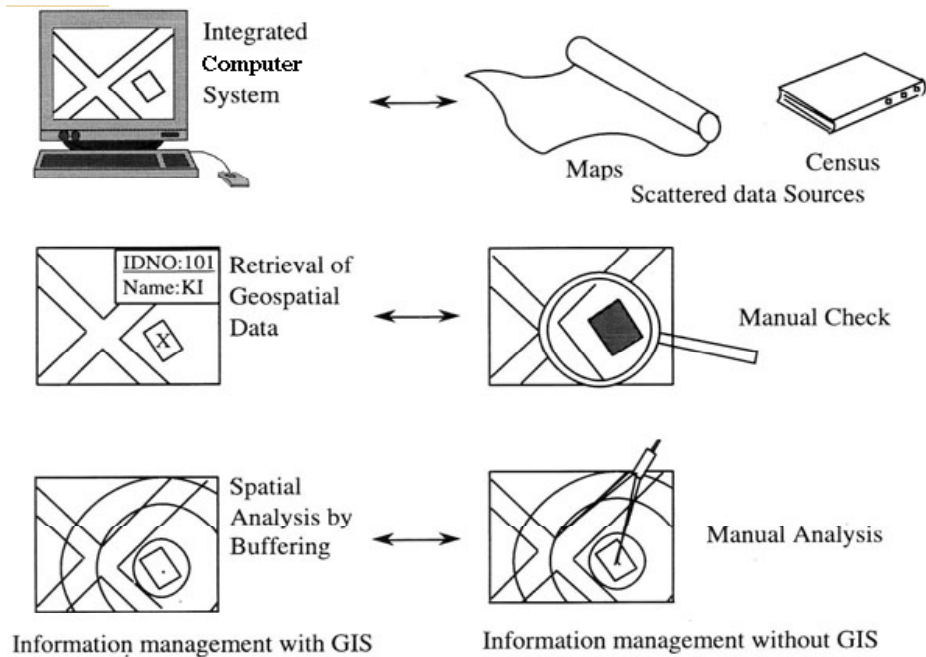 Integrated
Computer
System
Maps
Census
Scattered data Sources
IDNO:101
Name:KI
X
Retrieval of
Geospatial
Data
Manual Check
Spatial
Analysis by
Buffering
Manual Analysis
Information management with GIS
Information management without GIS